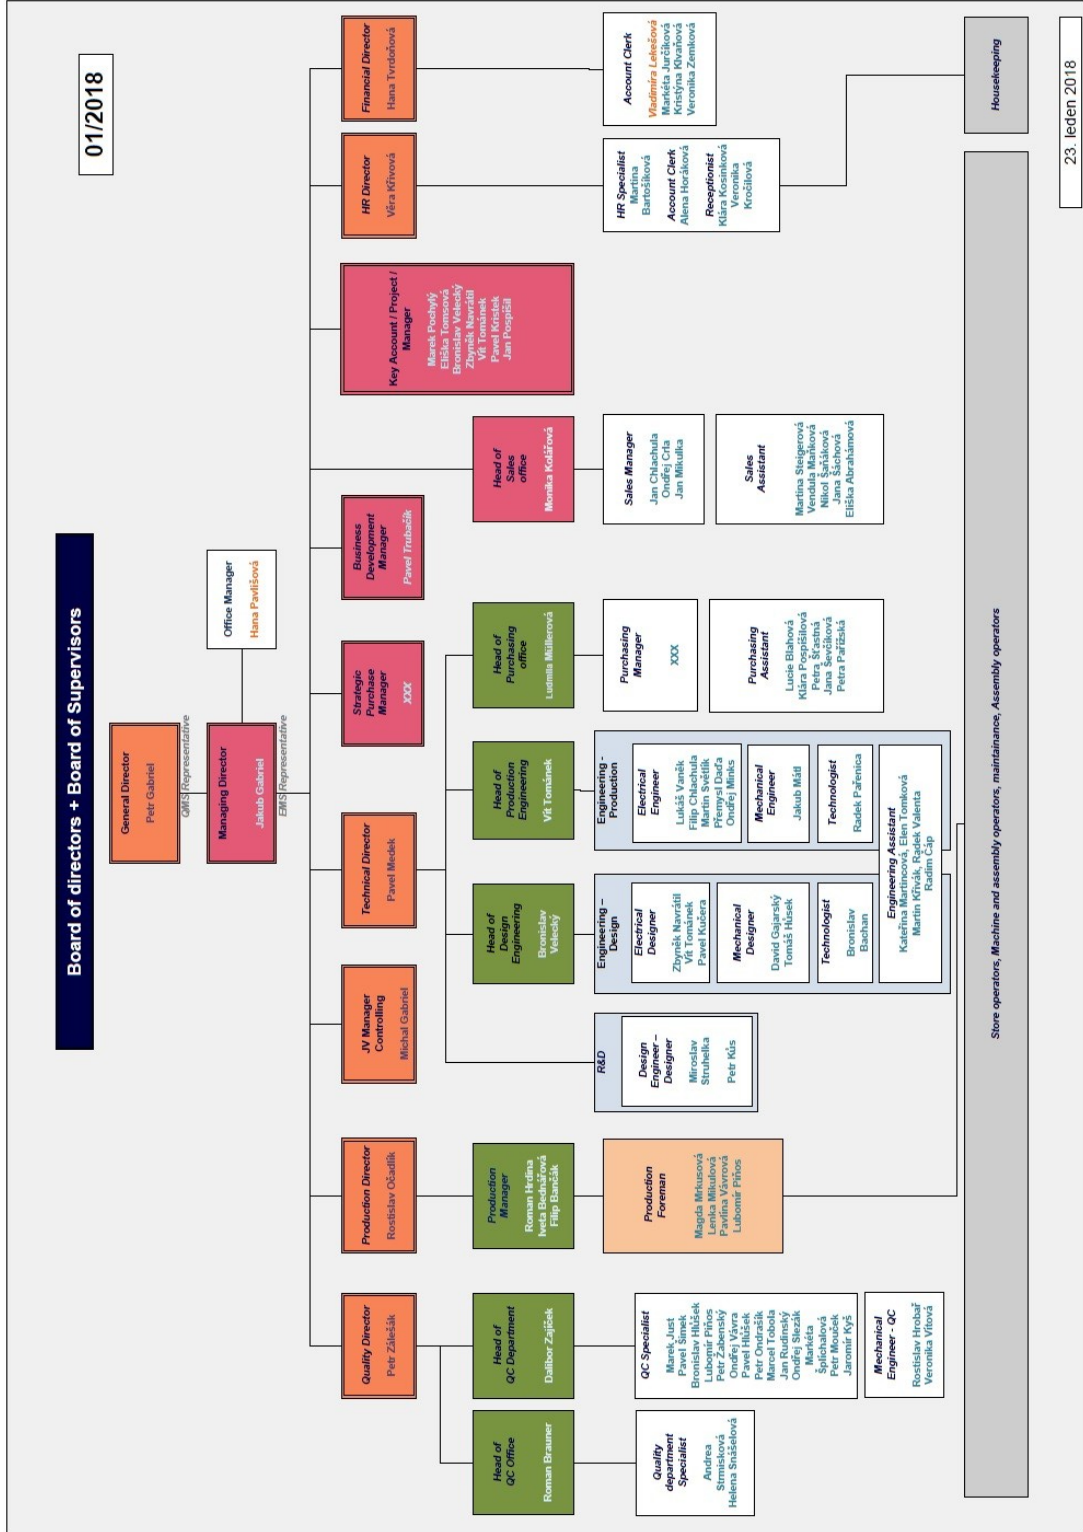 01/2018
Board of directors + Board of Supervisors
General Director
Petr Gabriel
QMS Representative
Managing Director
Jakub Gabriel
EMS Representative
Office Manager
Hana Pavlišová
Quality Director
Petr Zálešák
Production Director
Rostislav Očadlík
JV Manager
Controlling
Michal Gabriel
Technical Director
Pavel Medek
Strategic
Purchase
Manager
XXX
Business
Development
Manager
Pavel Trubačík
Key Account / Project /
Manager
Marek Pochylý
Eliška Tomsová
Bronislav Velecký
Zbyněk Navrátil
Vít Tománek
Pavel Kristek
Jan Pospíšil
HR Director
Věra Křivová
Financial Director
Hana Tvrdoňová
Head of
QC Office
Roman Brauner
Head of
QC Department
Dalibor Zajíček
Production
Manager
Roman Hrdina
Iveta Bednářová
Filip Bančák
Head of
Design
Engineering
Bronislav
Velecký
Head of
Production
Engineering
Vít Tománek
Head of
Purchasing
office
Ludmila Müllerová
Head of
Sales
office
Monika Kolářová
Quality
department
Specialist
Andrea
Strmisková
Helena Snášelová
QC Specialist
Marek Just
Pavel Šimek
Bronislav Hlůšek
Lubomír Piňos
Petr Žabenský
Ondřej Vávra
Pavel Hlůšek
Petr Ondrašík
Marcel Tobola
Jan Rudinský
Ondřej Slezák
Markéta
Šplíchalová
Petr Mouček
Jaromír Kyš
Mechanical
Engineer - QC
Rostislav Hrobař
Veronika Vítová
Production
Foreman
Magda Mrkusová
Lenka Mikulová
Pavlína Vávrová
Lubomír Piňos
R&D
Design
Engineer –
Designer
Miroslav
Struhelka
Petr Kůs
Engineering –
Design
Electrical
Designer
Zbyněk Navrátil
Vít Tománek
Pavel Kučera
Mechanical
Designer
David Gajarský
Tomáš Hůsek
Technologist
Bronislav
Bachan
Engineering -
Production
Electrical
Engineer
Lukáš Vaněk
Filip Chlachula
Martin Světlík
Přemysl Daďa
Ondřej Minks
Mechanical
Engineer
Jakub Mátl
Technologist
Radek Pařenica
Engineering Assistant
Kateřina Martincová, Elen Tomková
Martin Křivák, Radek Valenta
Radim Čáp
Purchasing
Manager
XXX
Purchasing
Assistant
Lucie Blahová
Klára Pospíšilová
Petra Šťastná
Jana Ševčíková
Petra Pařízská
Sales Manager
Jan Chlachula
Ondřej Crla
Jan Mikulka
Sales
Assistant
Martina Steigerová
Vendula Maňková
Nikol Šaňáková
Jana Šáchová
Eliška Abrahámová
HR Specialist
Martina
Bartošíková
Account Clerk
Alena Horáková
Receptionist
Klára Kosinková
Veronika
Kročilová
Account Clerk
Vladimíra Lekešová
Markéta Jurčíková
Kristýna Klvaňová
Veronika Zemková
Store operators, Machine and assembly operators, maintainance, Assembly operators
Housekeeping
23. leden 2018